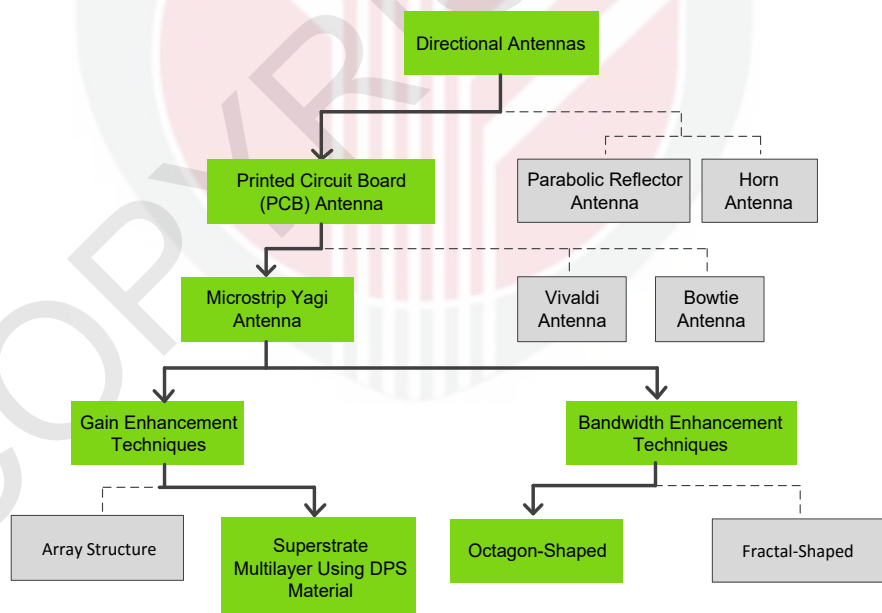 Directional Antennas
Printed Circuit Board
(PCB) Antenna
Parabolic Reflector
Antenna
Horn
Antenna
Microstrip Yagi
Antenna
Vivaldi
Antenna
Bowtie
Antenna
Gain Enhancement
Techniques
Bandwidth Enhancement
Techniques
Array Structure
Superstrate
Multilayer Using DPS
Material
Octagon-Shaped
Fractal-Shaped
COPYRI